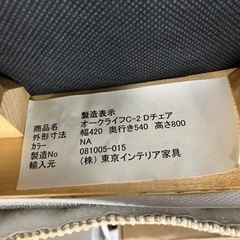 製造表示
商品名 オークライフC-2 Dチェア
外形寸法 幅420 奥行き540 高さ800
カラー NA
製造No 081005-015
輸入元 (株) 東京インテリア家具